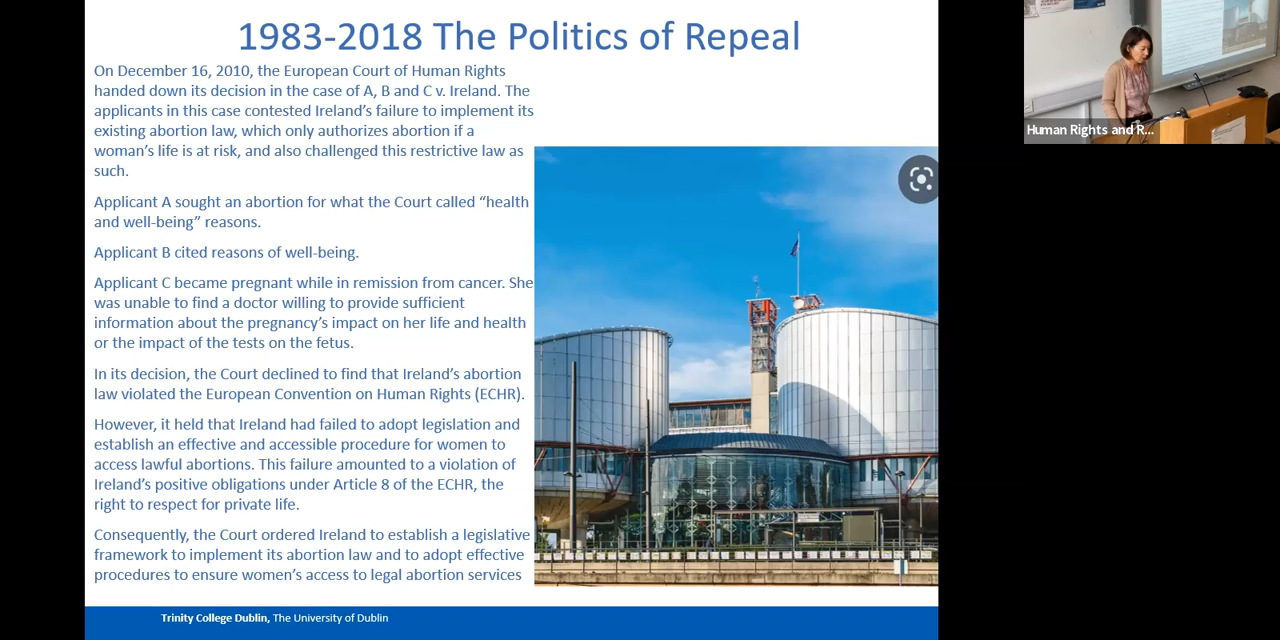 1983-2018 The Politics of Repeal
On December 16, 2010, the European Court of Human Rights
handed down its decision in the case of A, B and C v. Ireland. The
applicants in this case contested Ireland’s failure to implement its
existing abortion law, which only authorizes abortion if a
woman’s life is at risk, and also challenged this restrictive law as
such.
Applicant A sought an abortion for what the Court called “health
and well-being” reasons.
Applicant B cited reasons of well-being.
Applicant C became pregnant while in remission from cancer. She
was unable to find a doctor willing to provide sufficient
information about the pregnancy’s impact on her life and health
or the impact of the tests on the fetus.
In its decision, the Court declined to find that Ireland’s abortion
law violated the European Convention on Human Rights (ECHR).
However, it held that Ireland had failed to adopt legislation and
establish an effective and accessible procedure for women to
access lawful abortions. This failure amounted to a violation of
Ireland’s positive obligations under Article 8 of the ECHR, the
right to respect for private life.
Consequently, the Court ordered Ireland to establish a legislative
framework to implement its abortion law and to adopt effective
procedures to ensure women’s access to legal abortion services
Trinity College Dublin, The University of Dublin
Human Rights and R...